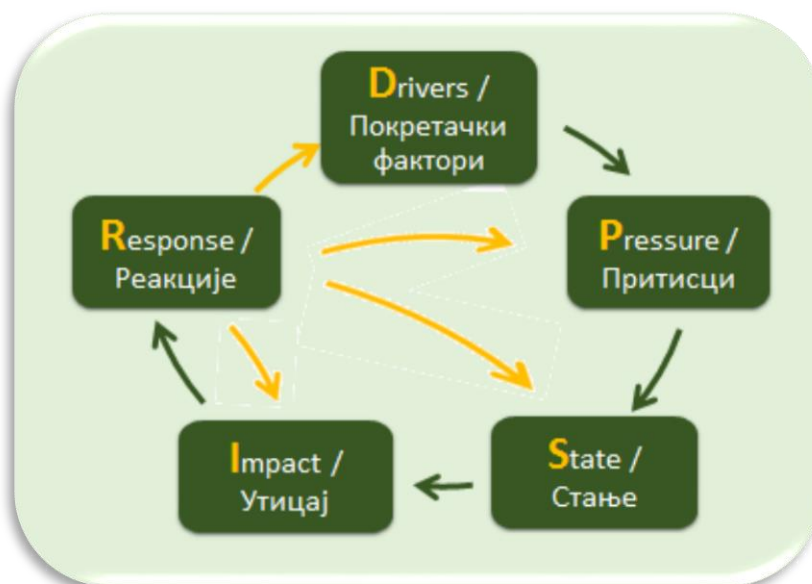 Drivers /
Покретачки
фактори
Response /
Реакције
Pressure /
Притисци
Impact /
Утицај
State /
Стање